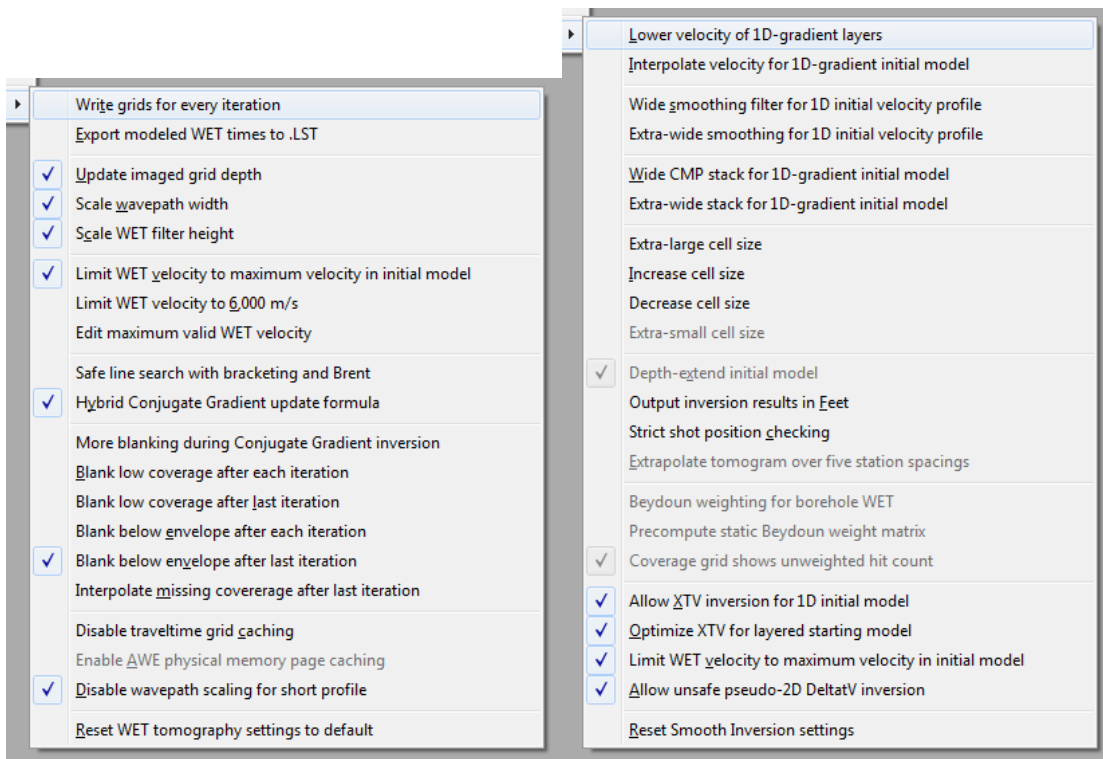 Write grids for every iteration
Export modeled WET times to .LST
Update imaged grid depth
Scale wavepath width
Scale WET filter height
Limit WET velocity to maximum velocity in initial model
Limit WET velocity to 6,000 m/s
Edit maximum valid WET velocity
Safe line search with bracketing and Brent
Hybrid Conjugate Gradient update formula
More blanking during Conjugate Gradient inversion
Blank low coverage after each iteration
Blank low coverage after last iteration
Blank below envelope after each iteration
Blank below envelope after last iteration
Interpolate missing covererage after last iteration
Disable traveltime grid caching
Enable AWE physical memory page caching
Disable wavepath scaling for short profile
Reset WET tomography settings to default
Lower velocity of 1D-gradient layers
Interpolate velocity for 1D-gradient initial model
Wide smoothing filter for 1D initial velocity profile
Extra-wide smoothing for 1D initial velocity profile
Wide CMP stack for 1D-gradient initial model
Extra-wide stack for 1D-gradient initial model
Extra-large cell size
Increase cell size
Decrease cell size
Extra-small cell size
Depth-extend initial model
Output inversion results in Feet
Strict shot position checking
Extrapolate tomogram over five station spacings
Beydoun weighting for borehole WET
Precompute static Beydoun weight matrix
Coverage grid shows unweighted hit count
Allow XTV inversion for 1D initial model
Optimize XTV for layered starting model
Limit WET velocity to maximum velocity in initial model
Allow unsafe pseudo-2D DeltatV inversion
Reset Smooth Inversion settings